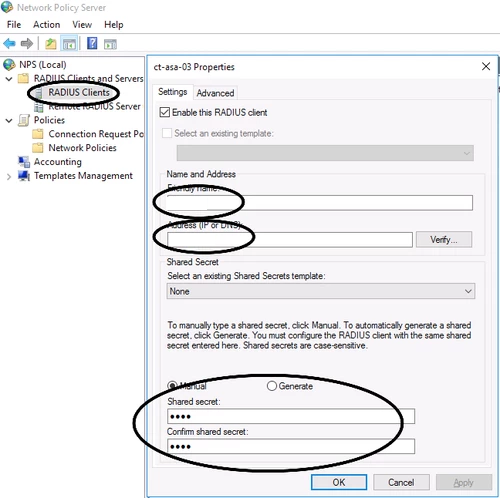 Network Policy Server
File Action View Help
NPS (Local)
RADIUS Clients and Servers
RADIUS Clients
Remote RADIUS Server
Policies
Connection Request Po
Network Policies
Accounting
Templates Management
ct-asa-03 Properties
Settings Advanced
Enable this RADIUS client
Select an existing template:
Name and Address
Friendly name:
Address (IP or DNS):
Verify...
Shared Secret
Select an existing Shared Secrets template:
None
To manually type a shared secret, click Manual. To automatically generate a shared
secret, click Generate. You must configure the RADIUS client with the same shared
secret entered here. Shared secrets are case-sensitive.
Manual Generate
Shared secret:
••••
Confirm shared secret:
••••
OK Cancel Apply